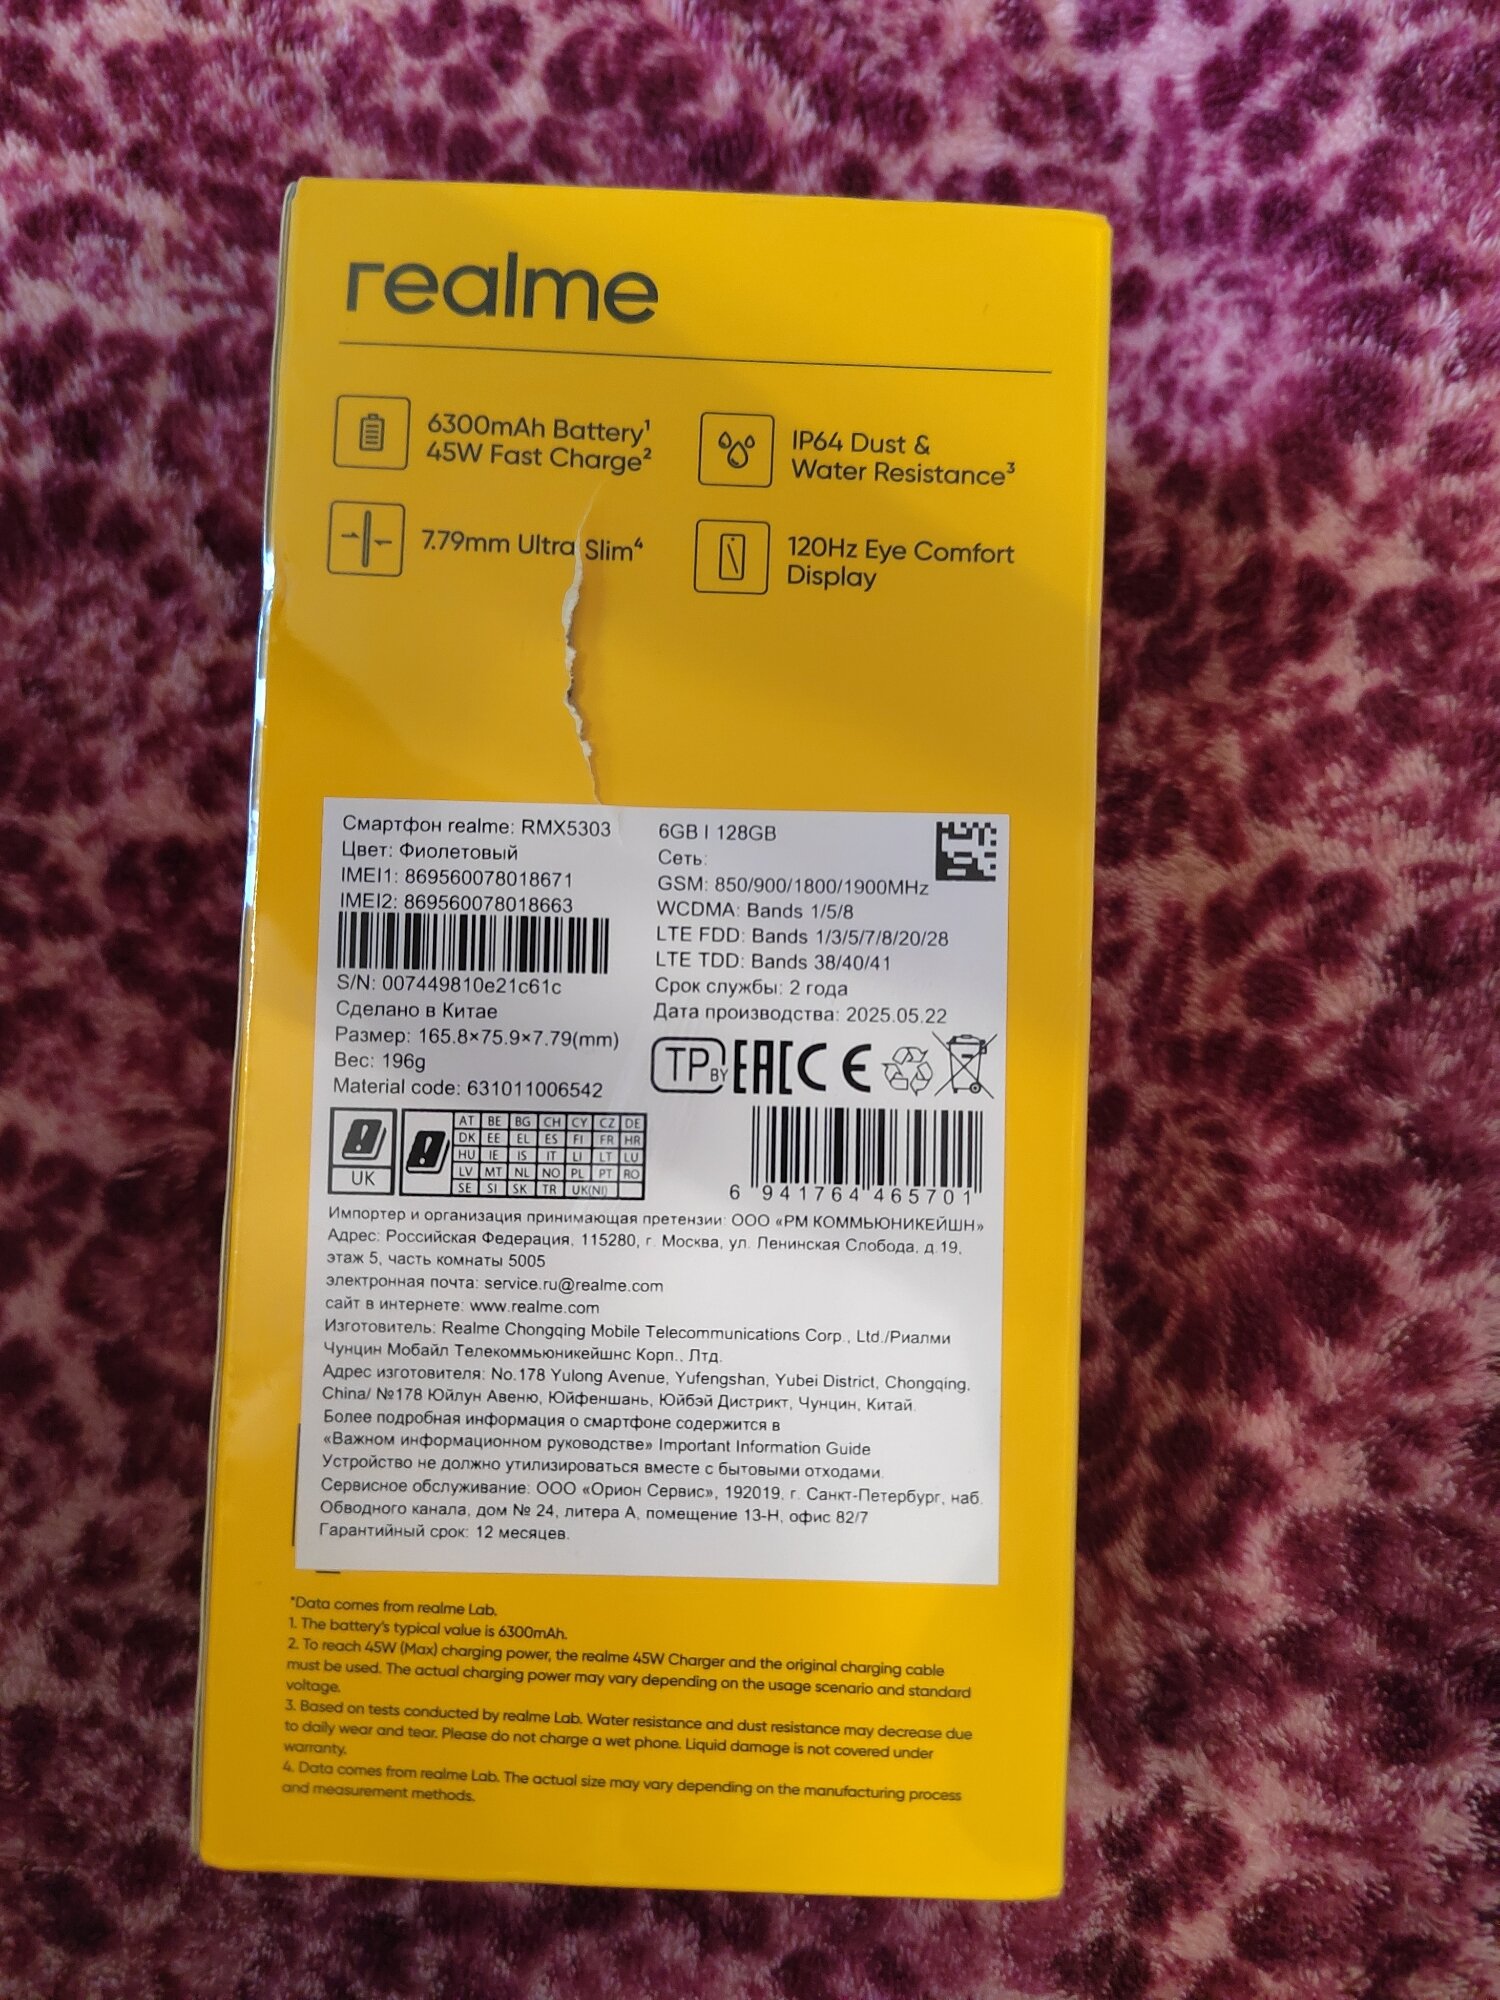 realme
6300mAh Battery¹
45W Fast Charge²
IP64 Dust &
Water Resistance³
7.79mm Ultra Slim⁴
120Hz Eye Comfort
Display
Смартфон realme: RMX5303
Цвет: Фиолетовый
IMEI1: 869560078018671
IMEI2: 869560078018663
S/N: 007449810e21c61c
Сделано в Китае
Размер: 165.8×75.9×7.79(mm)
Вес: 196g
Material code: 631011006542
6GB | 128GB
Сеть:
GSM: 850/900/1800/1900MHz
WCDMA: Bands 1/5/8
LTE FDD: Bands 1/3/5/7/8/20/28
LTE TDD: Bands 38/40/41
Срок службы: 2 года
Дата производства: 2025.05.22
TP BY EAC CE
UK
AT BE BG CH CY CZ DE
DK EE EL ES FI FR HR
HU IE IS IT LI LT LU
LV MT NL NO PL PT RO
SE SI SK TR UK(NI)
6 941764 465701
Импортер и организация принимающая претензии: ООО «РМ КОММЬЮНИКЕЙШН»
Адрес: Российская Федерация, 115280, г. Москва, ул. Ленинская Слобода, д.19,
этаж 5, часть комнаты 5005
электронная почта: service.ru@realme.com
сайт в интернете: www.realme.com
Изготовитель: Realme Chongqing Mobile Telecommunications Corp., Ltd./Риалми
Чунцин Мобайл Телекоммьюникейшнс Корп., Лтд.
Адрес изготовителя: No.178 Yulong Avenue, Yufengshan, Yubei District, Chongqing,
China/ №178 Юйлун Авеню, Юйфеншань, Юйбэй Дистрикт, Чунцин, Китай.
Более подробная информация о смартфоне содержится в
«Важном информационном руководстве» Important Information Guide
Устройство не должно утилизироваться вместе с бытовыми отходами.
Сервисное обслуживание: ООО «Орион Сервис», 192019, г. Санкт-Петербург, наб.
Обводного канала, дом № 24, литера А, помещение 13-Н, офис 82/7
Гарантийный срок: 12 месяцев.
*Data comes from realme Lab.
1. The battery's typical value is 6300mAh.
2. To reach 45W (Max) charging power, the realme 45W Charger and the original charging cable
must be used. The actual charging power may vary depending on the usage scenario and standard
voltage.
3. Based on tests conducted by realme Lab. Water resistance and dust resistance may decrease due
to daily wear and tear. Please do not charge a wet phone. Liquid damage is not covered under
warranty.
4. Data comes from realme Lab. The actual size may vary depending on the manufacturing process
and measurement methods.